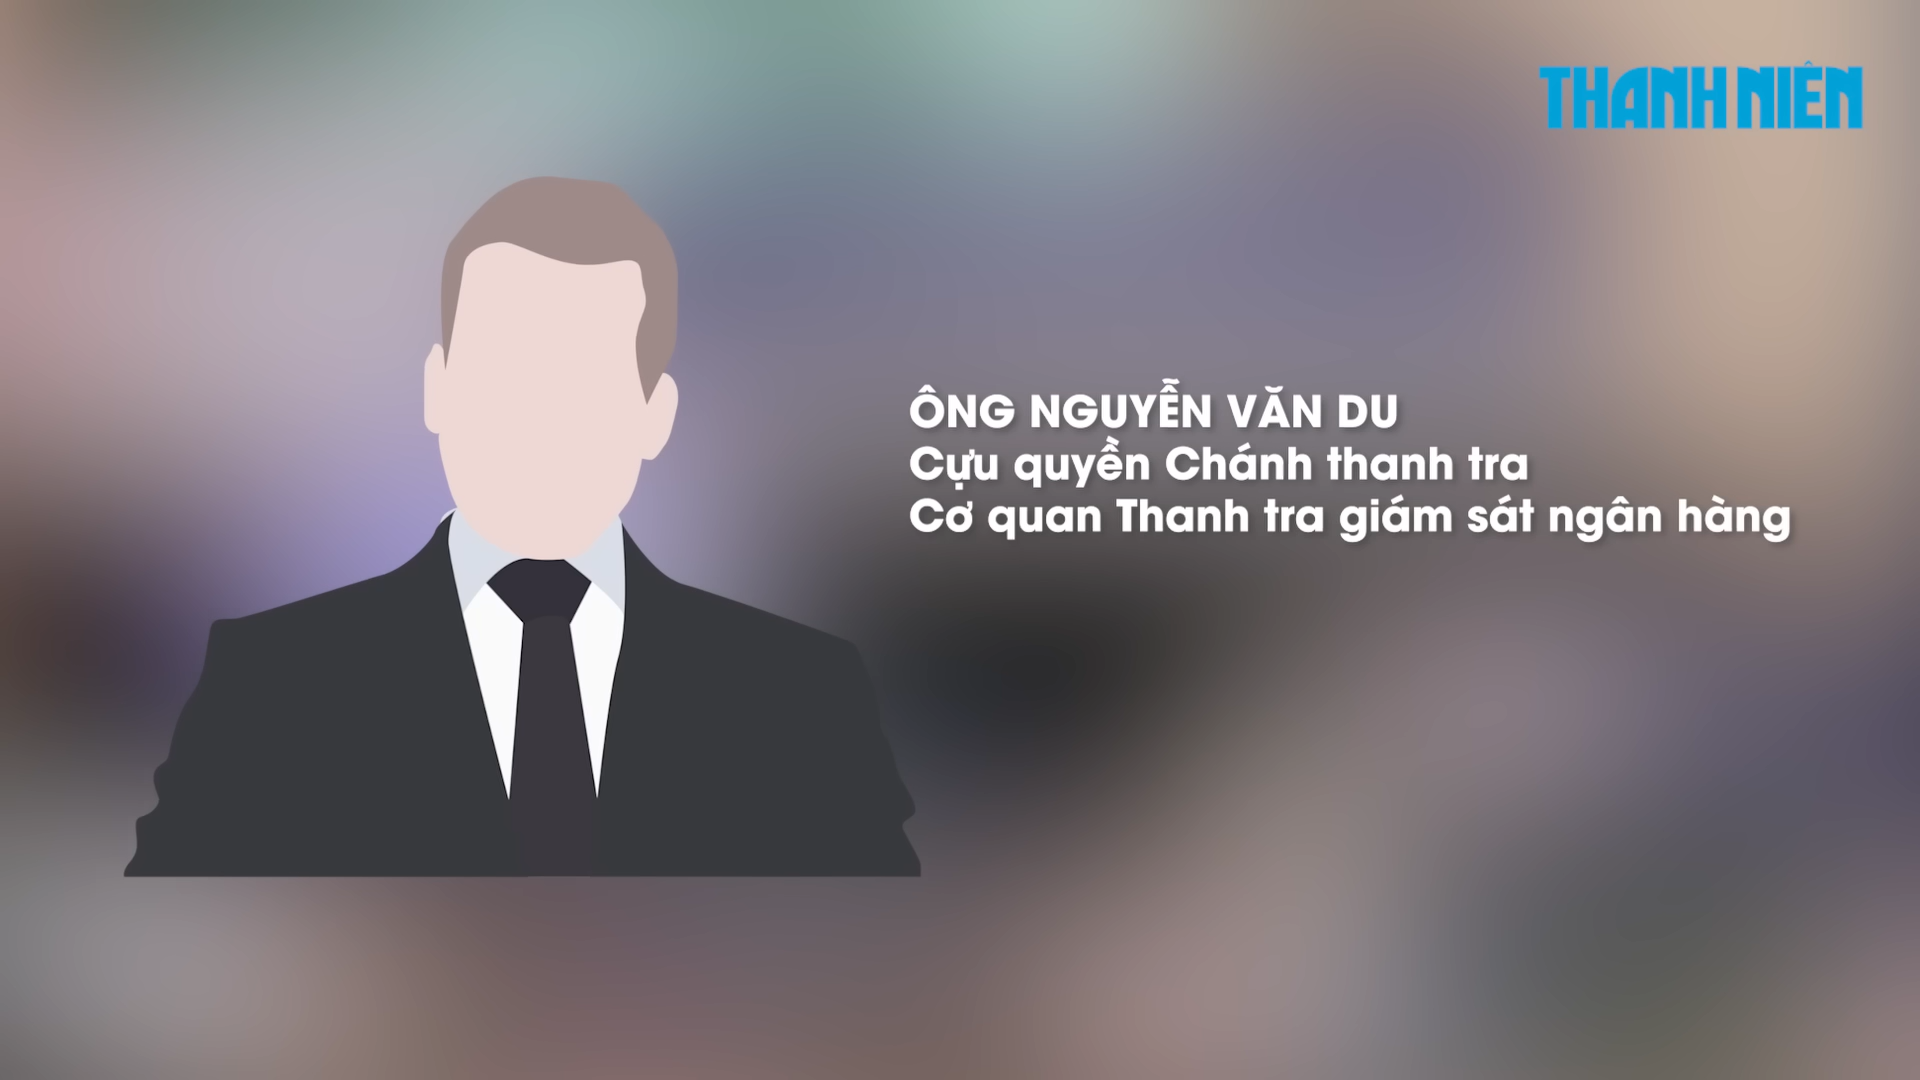 THANH NIÊN
ÔNG NGUYỄN VĂN DU
Cựu quyền Chánh thanh tra
Cơ quan Thanh tra giám sát ngân hàng